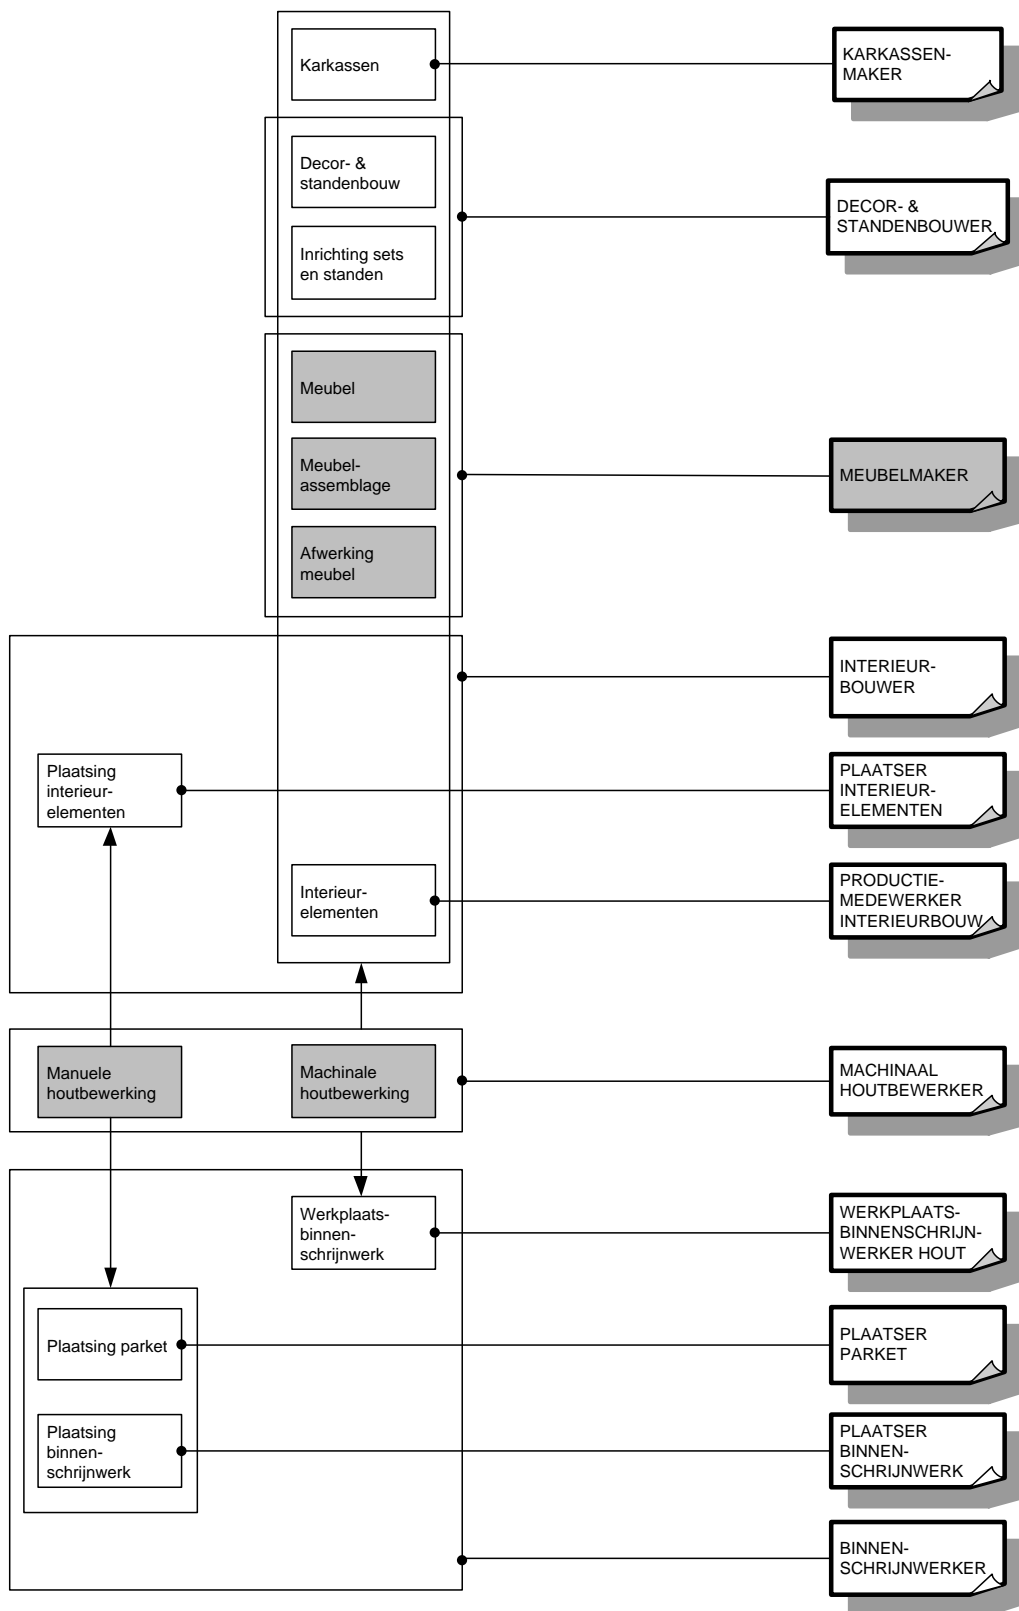 Karkassen
KARKASSEN-
MAKER
Decor- &
standenbouw
DECOR- &
STANDENBOUWER
Inrichting sets
en standen
Meubel
Meubel-
assemblage
MEUBELMAKER
Afwerking
meubel
INTERIEUR-
BOUWER
Plaatsing
interieur-
elementen
PLAATSER
INTERIEUR-
ELEMENTEN
Interieur-
elementen
PRODUCTIE-
MEDEWERKER
INTERIEURBOUW
Manuele
houtbewerking
Machinale
houtbewerking
MACHINAAL
HOUTBEWERKER
Werkplaats-
binnen-
schrijnwerk
WERKPLAATS-
BINNENSCHRIJN-
WERKER HOUT
Plaatsing parket
PLAATSER
PARKET
Plaatsing
binnen-
schrijnwerk
PLAATSER
BINNEN-
SCHRIJNWERK
BINNEN-
SCHRIJNWERKER